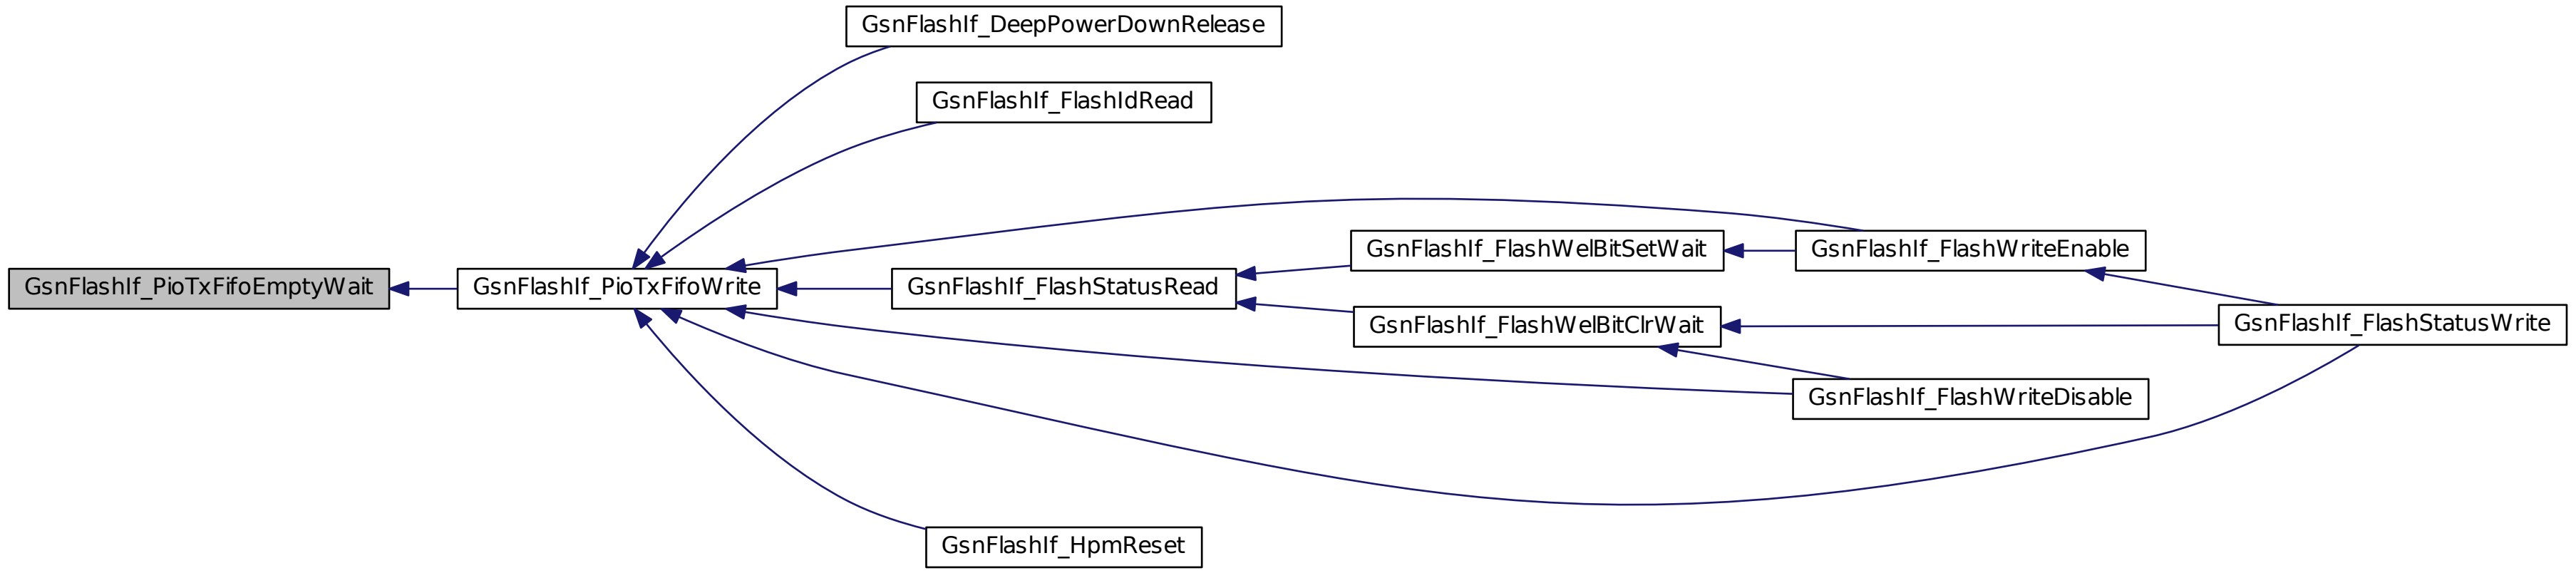 GsnFlashIf_DeepPowerDownRelease
GsnFlashIf_FlashIdRead
GsnFlashIf_FlashWelBitSetWait
GsnFlashIf_FlashWriteEnable
GsnFlashIf_PioTxFifoEmptyWait
GsnFlashIf_PioTxFifoWrite
GsnFlashIf_FlashStatusRead
GsnFlashIf_FlashWelBitClrWait
GsnFlashIf_FlashStatusWrite
GsnFlashIf_FlashWriteDisable
GsnFlashIf_HpmReset